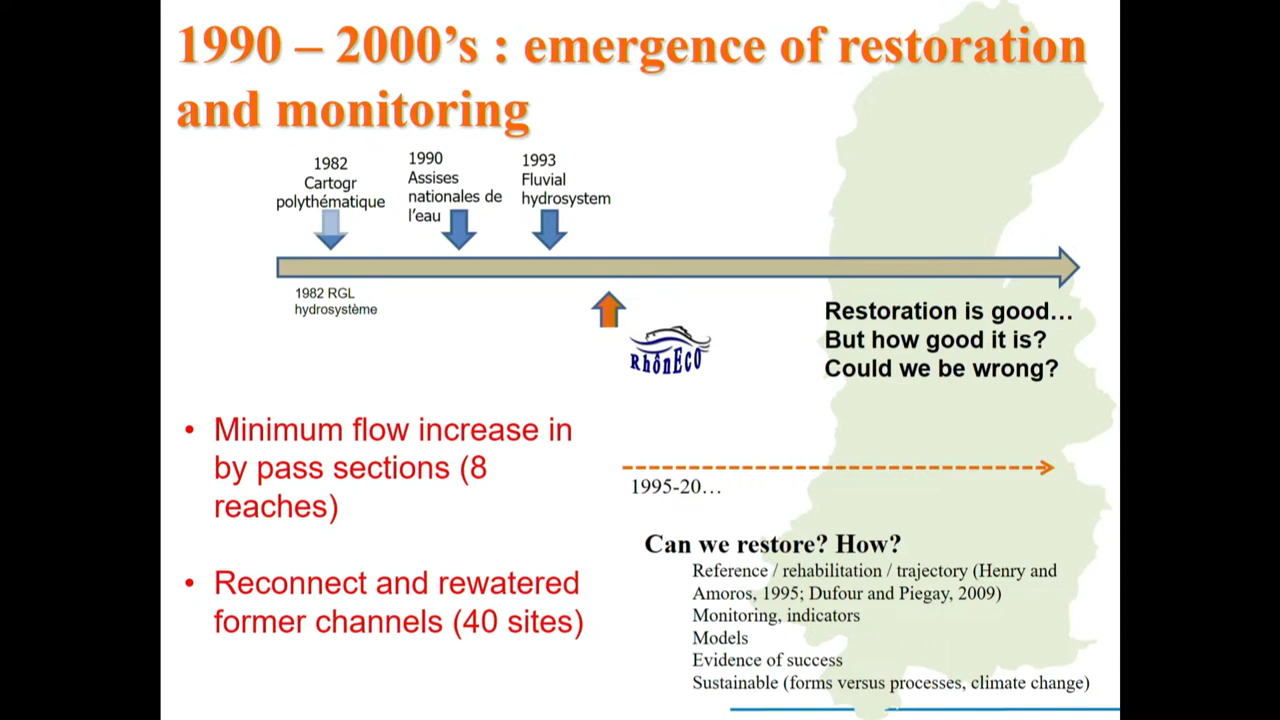 1990 – 2000’s : emergence of restoration
and monitoring
1982
Cartogr
polythématique
1990
Assises
nationales de
l’eau
1993
Fluvial
hydrosystem
1982 RGL
hydrosystème
RhônEco
Restoration is good…
But how good it is?
Could we be wrong?
• Minimum flow increase in
by pass sections (8
reaches)
• Reconnect and rewatered
former channels (40 sites)
1995-20…
Can we restore? How?
Reference / rehabilitation / trajectory (Henry and
Amoros, 1995; Dufour and Piegay, 2009)
Monitoring, indicators
Models
Evidence of success
Sustainable (forms versus processes, climate change)